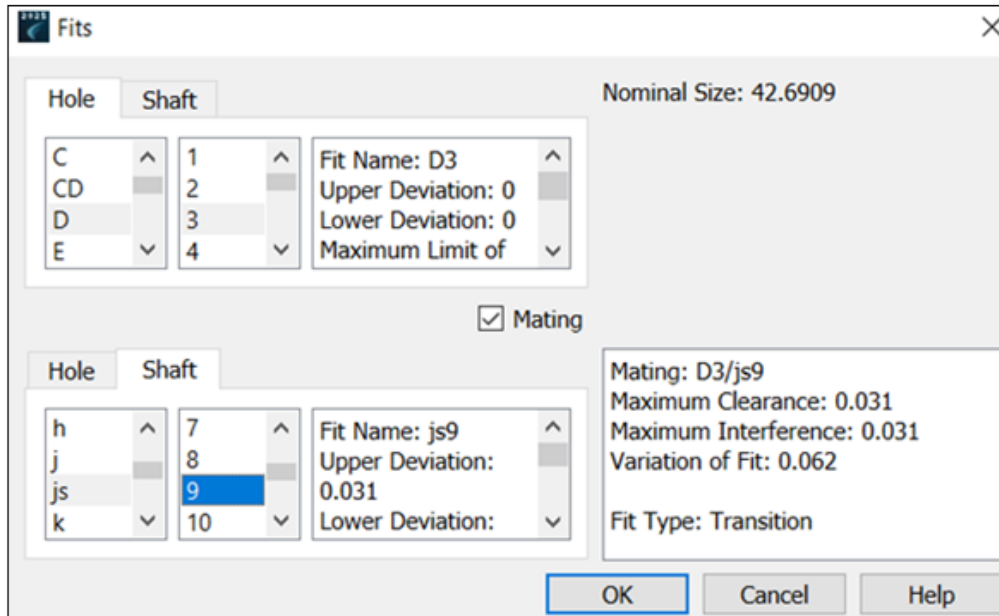 2025
Fits
Hole
Shaft
Nominal Size: 42.6909
C
CD
D
E
1
2
3
4
Fit Name: D3
Upper Deviation: 0
Lower Deviation: 0
Maximum Limit of
Mating
Hole
Shaft
h
j
js
k
7
8
9
10
Fit Name: js9
Upper Deviation:
0.031
Lower Deviation:
Mating: D3/js9
Maximum Clearance: 0.031
Maximum Interference: 0.031
Variation of Fit: 0.062
Fit Type: Transition
OK
Cancel
Help